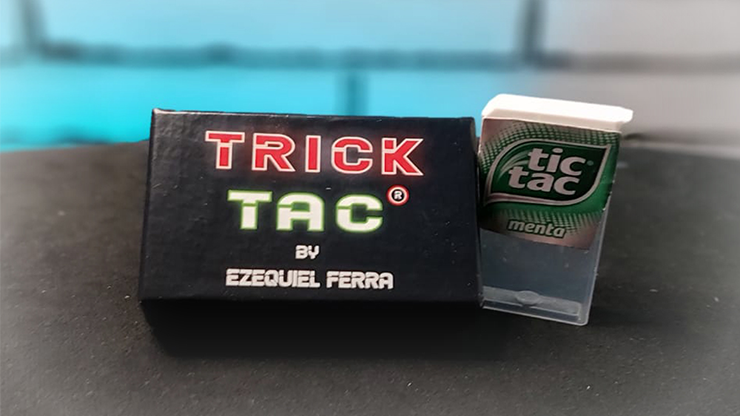 TRICK
TAC®
BY
EZEQUIEL FERRA
tic
tac®
menta